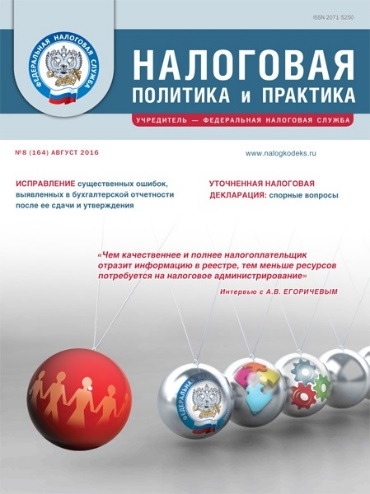 ISSN 2071-5250
ФЕДЕРАЛЬНАЯ НАЛОГОВАЯ СЛУЖБА
НАЛОГОВАЯ
ПОЛИТИКА и ПРАКТИКА
УЧРЕДИТЕЛЬ — ФЕДЕРАЛЬНАЯ НАЛОГОВАЯ СЛУЖБА
№8 (164) АВГУСТ 2016
www.nalogkodeks.ru
ИСПРАВЛЕНИЕ существенных ошибок,
выявленных в бухгалтерской отчетности
после ее сдачи и утверждения
УТОЧНЕННАЯ НАЛОГОВАЯ
ДЕКЛАРАЦИЯ: спорные вопросы
«Чем качественнее и полнее налогоплательщик
отразит информацию в реестре, тем меньше ресурсов
потребуется на налоговое администрирование»
Интервью с А.В. ЕГОРИЧЕВЫМ